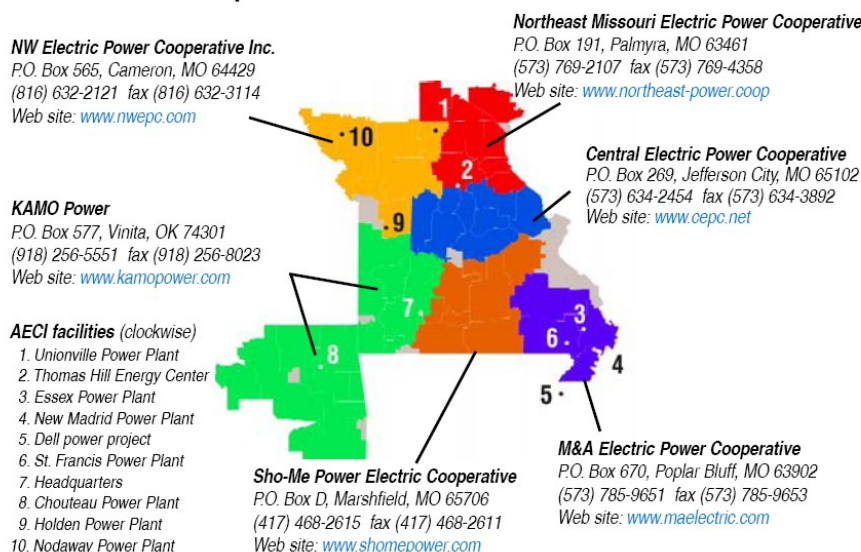 NW Electric Power Cooperative Inc.
P.O. Box 565, Cameron, MO 64429
(816) 632-2121 fax (816) 632-3114
Web site: www.nwepc.com
Northeast Missouri Electric Power Cooperative
P.O. Box 191, Palmyra, MO 63461
(573) 769-2107 fax (573) 769-4358
Web site: www.northeast-power.coop
Central Electric Power Cooperative
P.O. Box 269, Jefferson City, MO 65102
(573) 634-2454 fax (573) 634-3892
Web site: www.cepc.net
KAMO Power
P.O. Box 577, Vinita, OK 74301
(918) 256-5551 fax (918) 256-8023
Web site: www.kamopower.com
1
10
2
9
7
3
6
8
4
5
AECI facilities (clockwise)
1. Unionville Power Plant
2. Thomas Hill Energy Center
3. Essex Power Plant
4. New Madrid Power Plant
5. Dell power project
6. St. Francis Power Plant
7. Headquarters
8. Chouteau Power Plant
9. Holden Power Plant
10. Nodaway Power Plant
Sho-Me Power Electric Cooperative
P.O. Box D, Marshfield, MO 65706
(417) 468-2615 fax (417) 468-2611
Web site: www.shomepower.com
M&A Electric Power Cooperative
P.O. Box 670, Poplar Bluff, MO 63902
(573) 785-9651 fax (573) 785-9653
Web site: www.maelectric.com